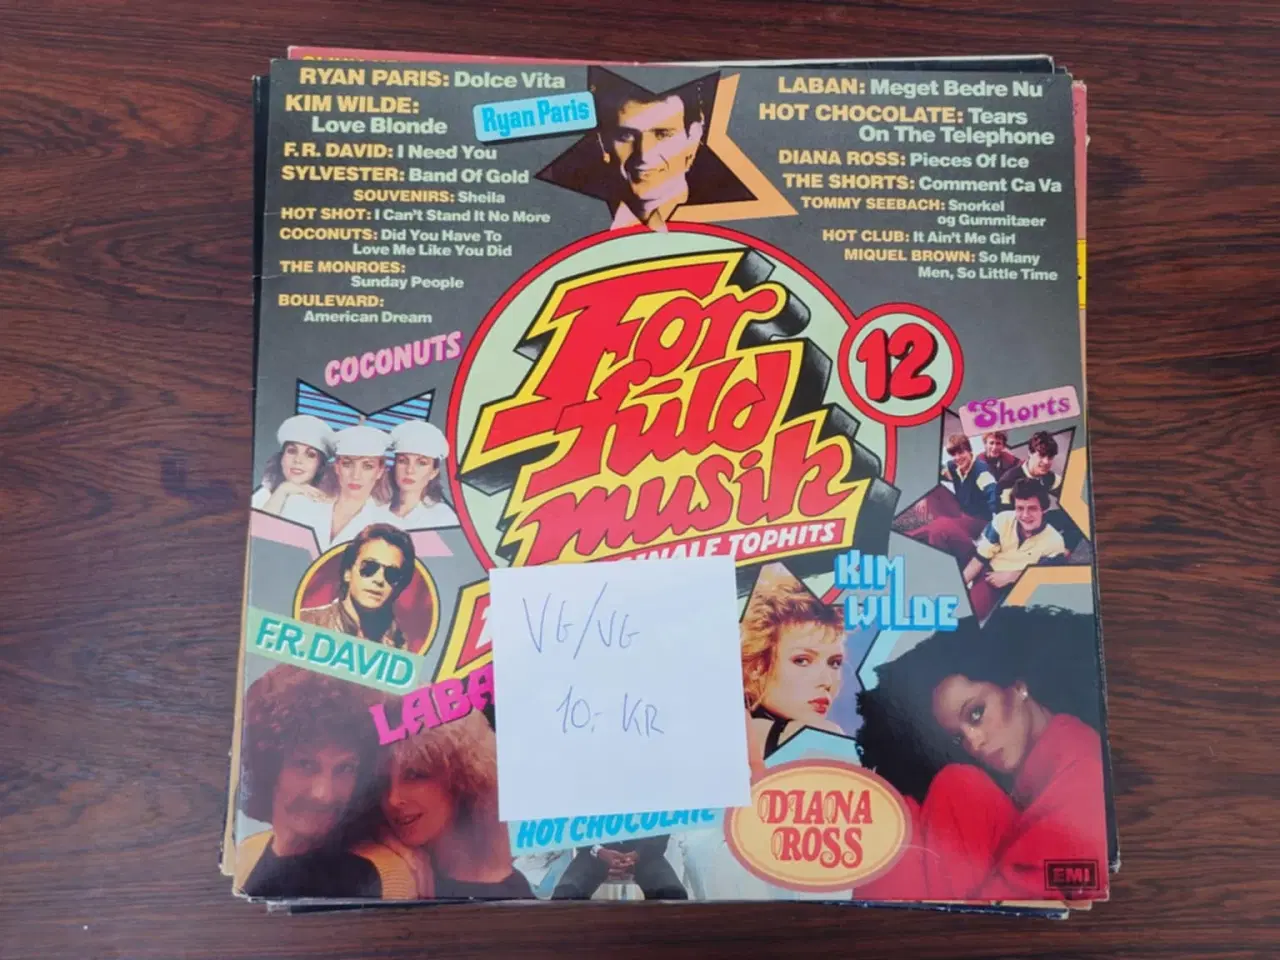 RYAN PARIS: Dolce Vita
KIM WILDE:
Love Blonde
F.R. DAVID: I Need You
SYLVESTER: Band Of Gold
SOUVENIRS: Sheila
HOT SHOT: I Can't Stand It No More
COCONUTS: Did You Have To
Love Me Like You Did
THE MONROES:
Sunday People
BOULEVARD:
American Dream
Ryan Paris
LABAN: Meget Bedre Nu
HOT CHOCOLATE: Tears
On The Telephone
DIANA ROSS: Pieces Of Ice
THE SHORTS: Comment Ca Va
TOMMY SEEBACH: Snorkel
og Gummitæer
HOT CLUB: It Ain't Me Girl
MIQUEL BROWN: So Many
Men, So Little Time
For
fuld
musik
12
TOPHITS
COCONUTS
Shorts
KIM
WILDE
F.R. DAVID
LABA
VG/VG
10.- KR
HOT CHOCOLATE
DIANA
ROSS
EMI